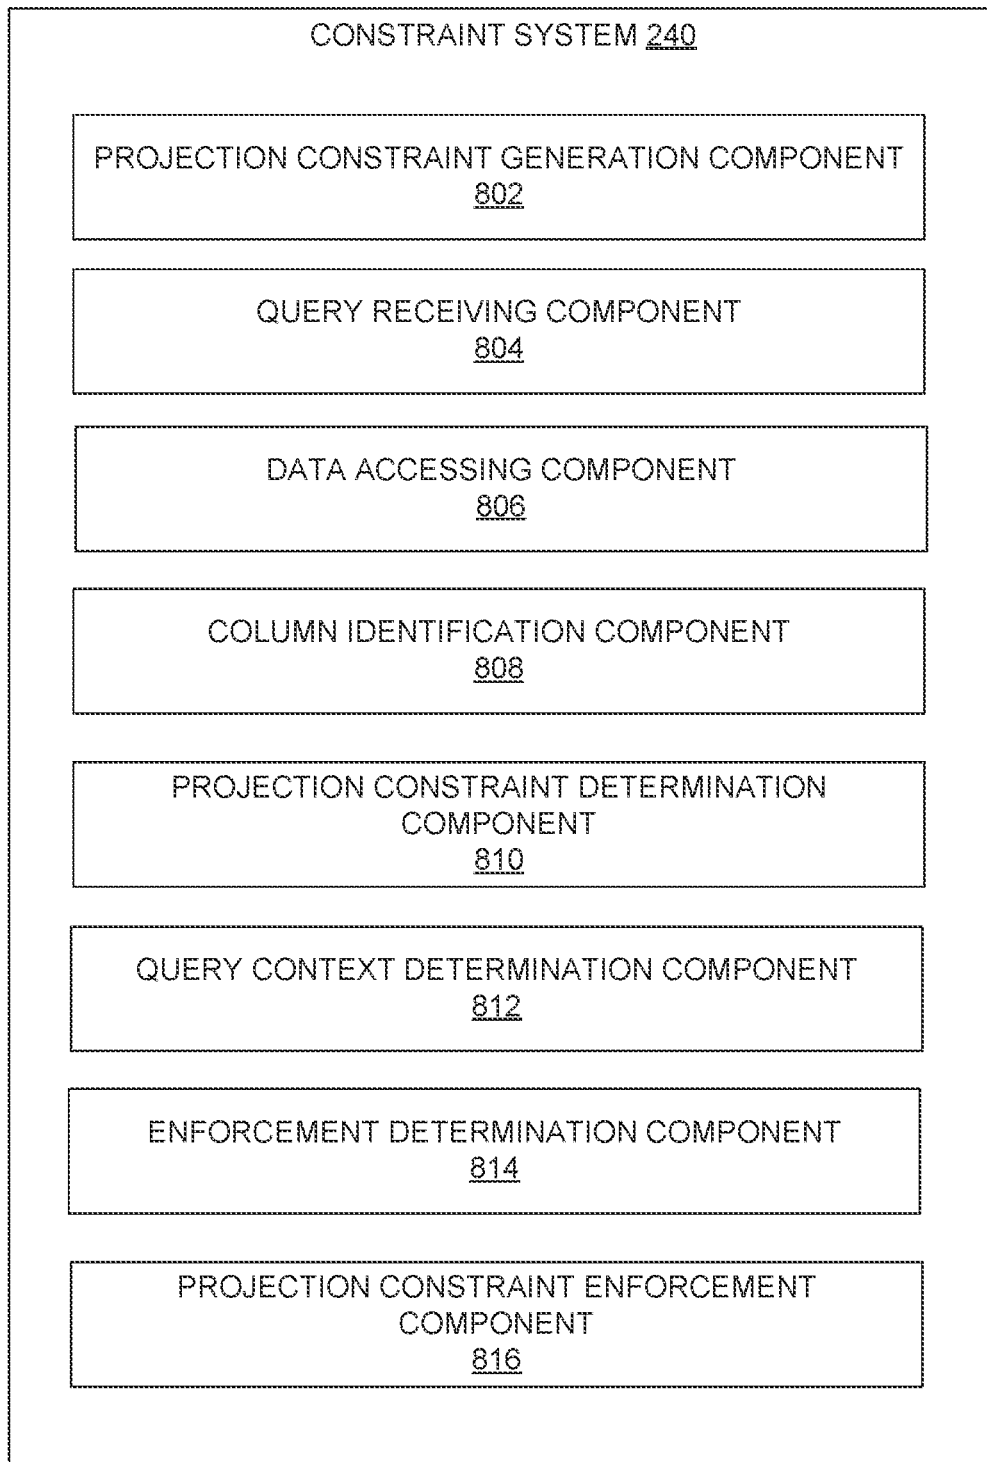 CONSTRAINT SYSTEM 240
PROJECTION CONSTRAINT GENERATION COMPONENT
802
QUERY RECEIVING COMPONENT
804
DATA ACCESSING COMPONENT
806
COLUMN IDENTIFICATION COMPONENT
808
PROJECTION CONSTRAINT DETERMINATION
COMPONENT
810
QUERY CONTEXT DETERMINATION COMPONENT
812
ENFORCEMENT DETERMINATION COMPONENT
814
PROJECTION CONSTRAINT ENFORCEMENT
COMPONENT
816